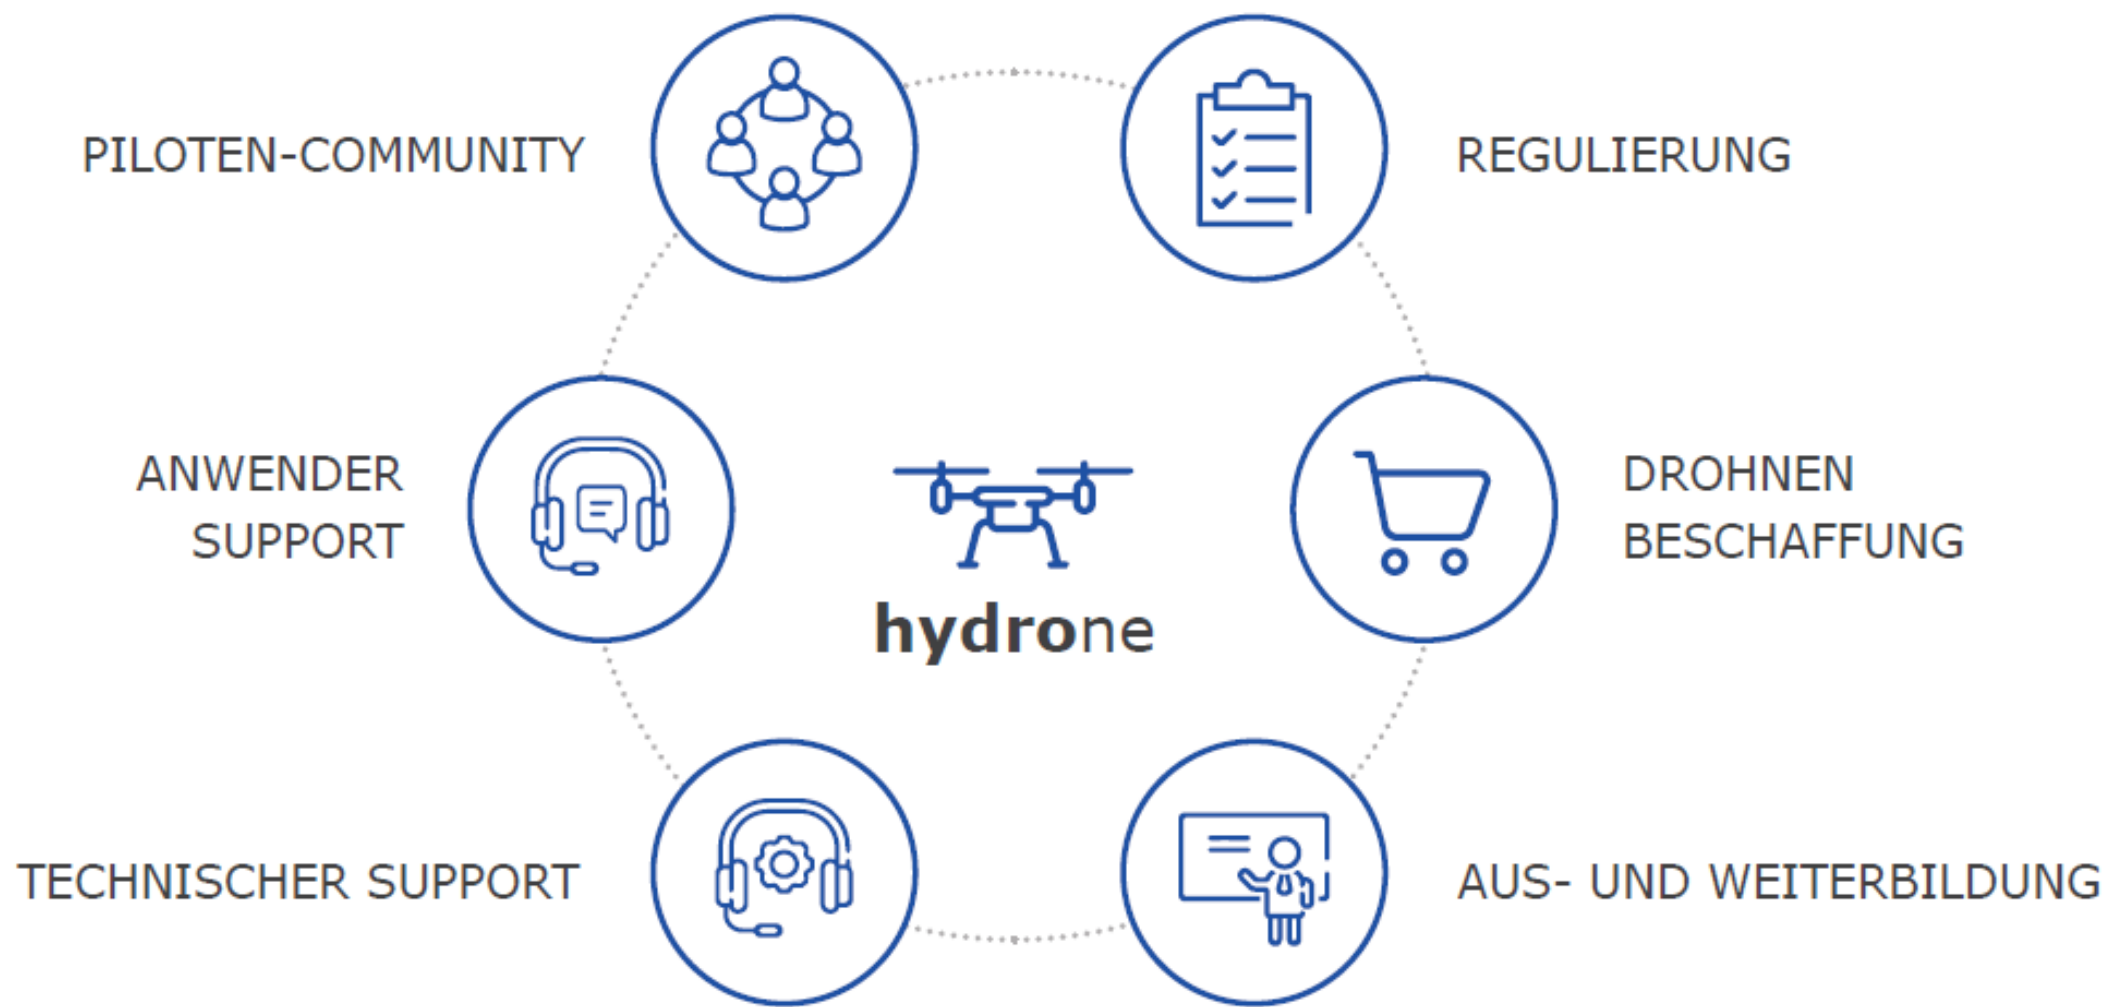 PILOTEN-COMMUNITY
REGULIERUNG
ANWENDER
SUPPORT
hydrone
DROHNEN
BESCHAFFUNG
TECHNISCHER SUPPORT
AUS- UND WEITERBILDUNG